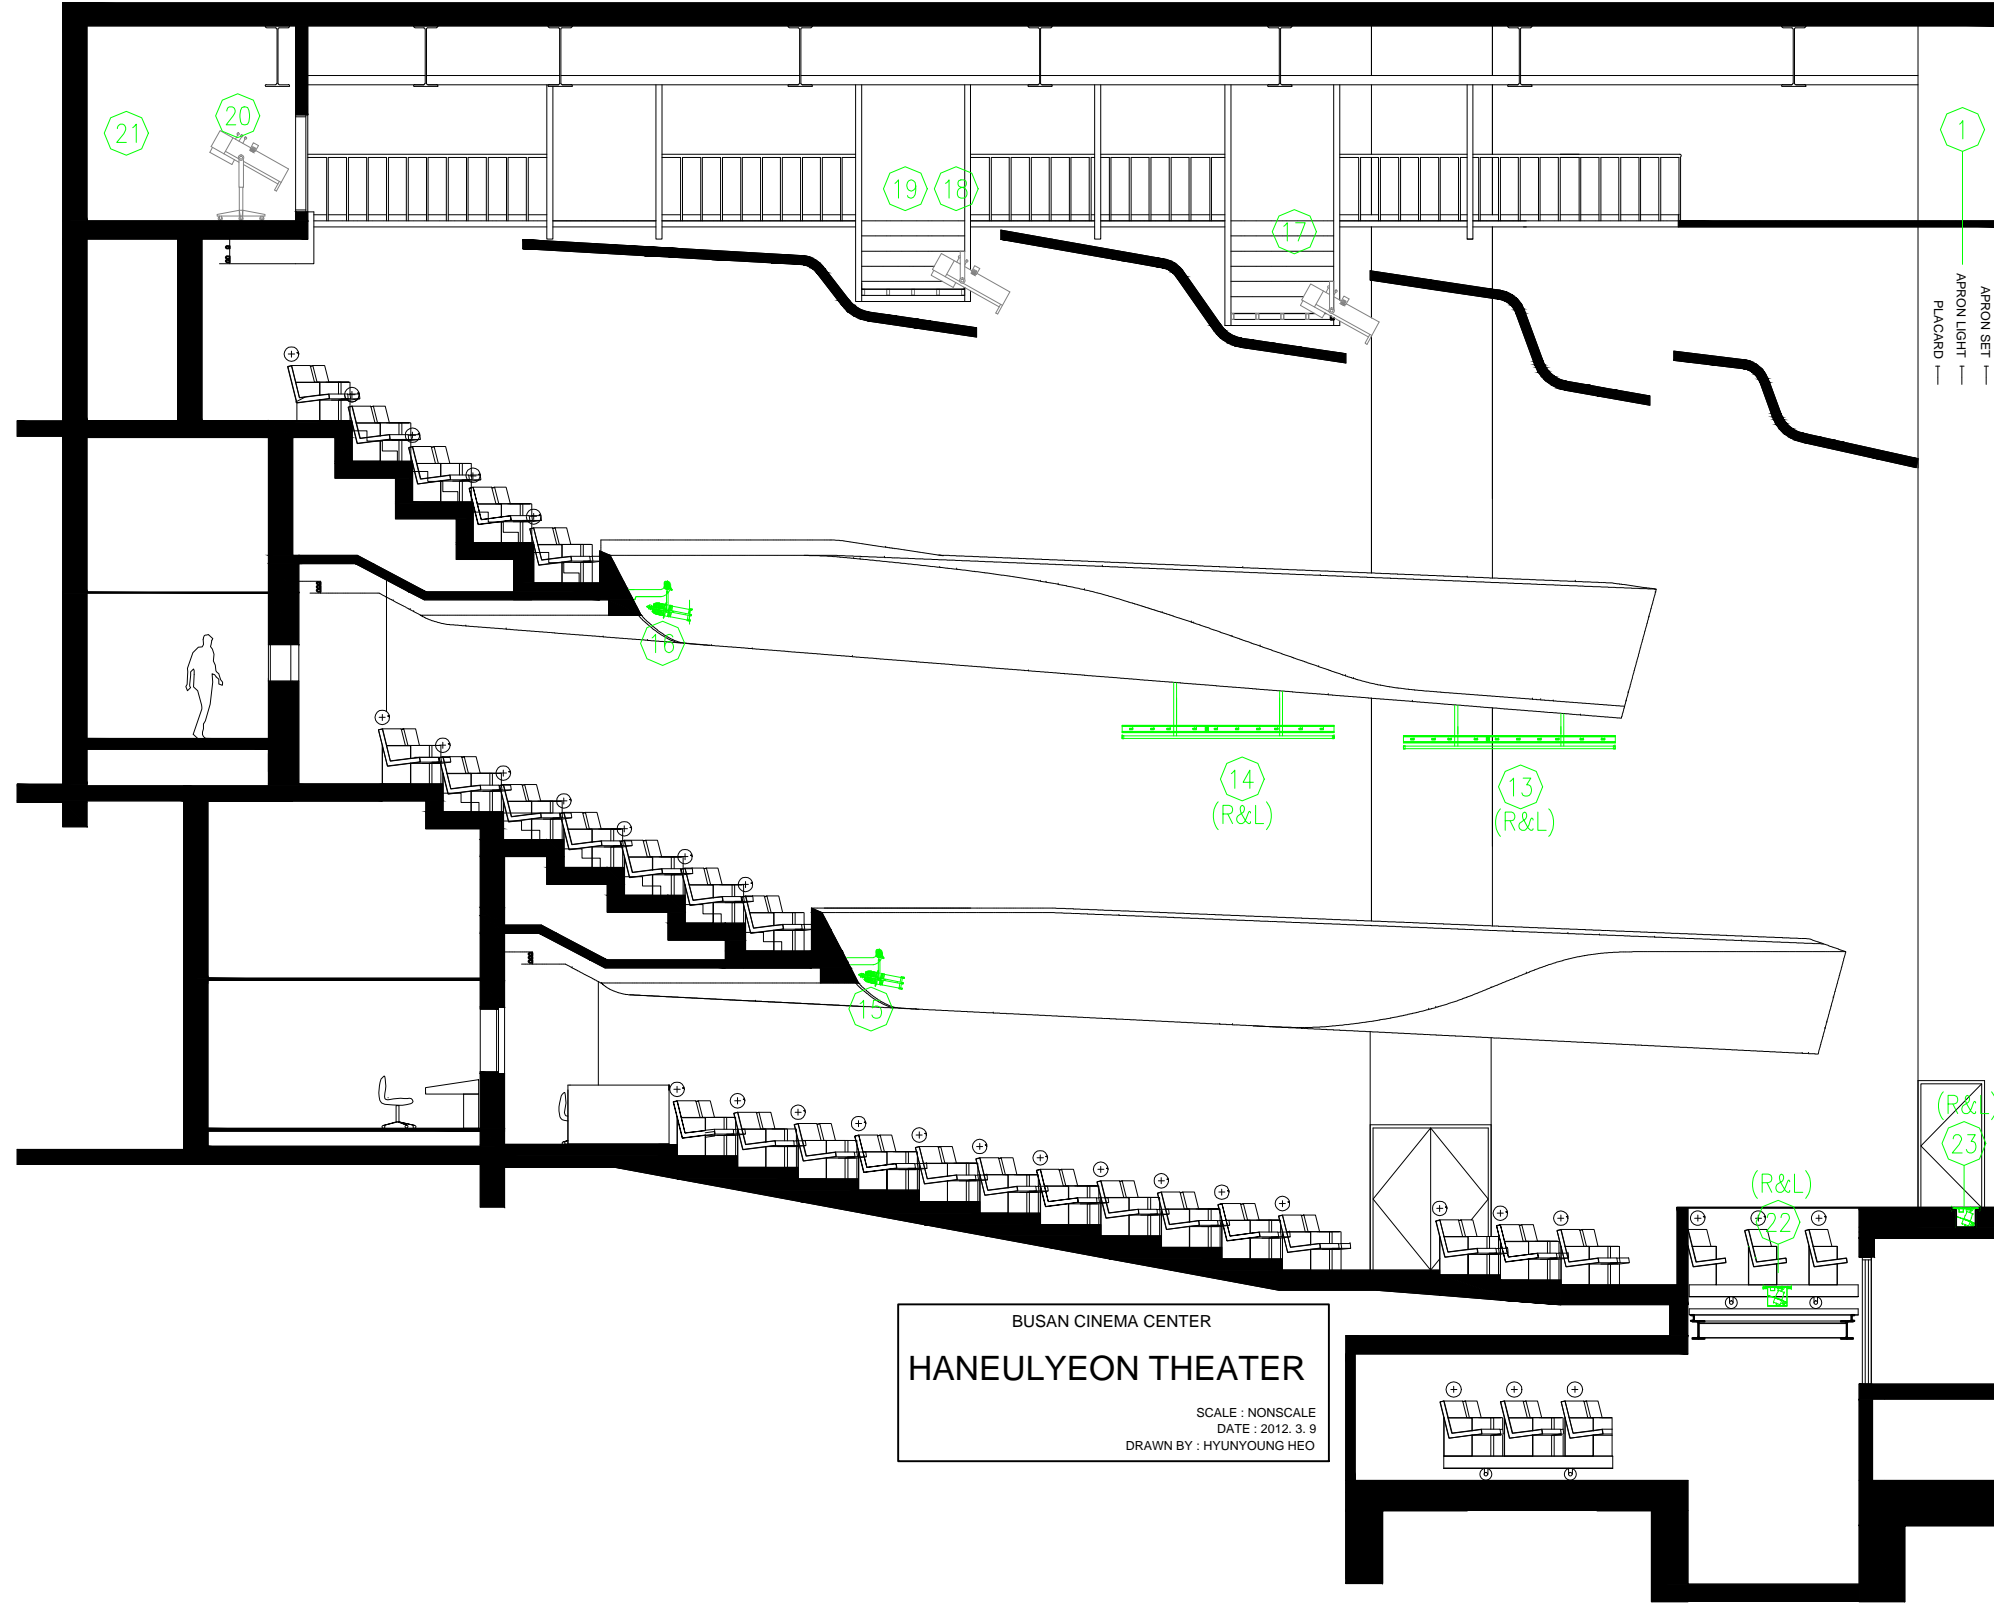 21
20
19
18
17
1
APRON SET
APRON LIGHT
PLACARD
16
14
(R&L)
13
(R&L)
15
(R&L)
23
(R&L)
22
BUSAN CINEMA CENTER
HANEULYEON THEATER
SCALE : NONSCALE
DATE : 2012. 3. 9
DRAWN BY : HYUNYOUNG HEO